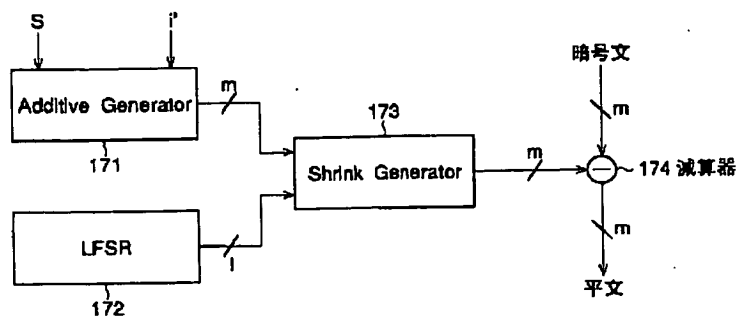 S
i'
m
Additive Generator
171
LFSR
l
172
173
Shrink Generator
m
暗号文
m
174 減算器
m
平文